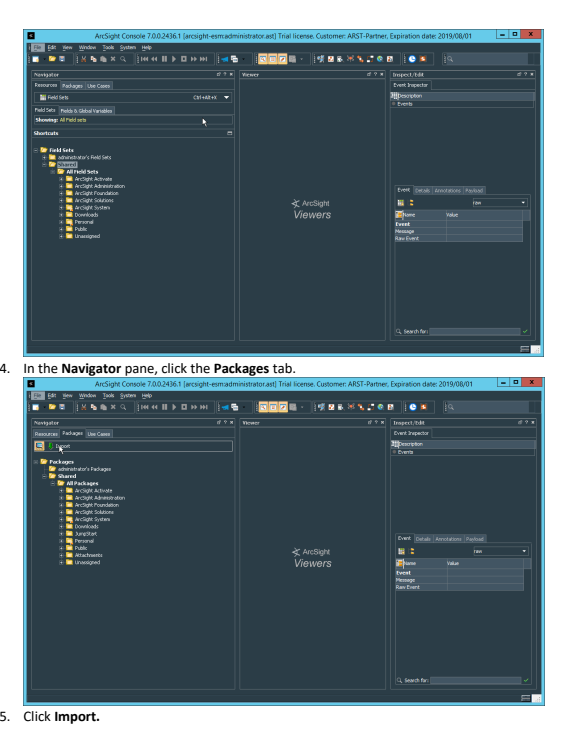 ArcSight Console 7.0.0.2436.1 [arcsight-esm:administrator.ast] Trial license. Customer: ARST-Partner, Expiration date: 2019/08/01
File Edit View Window Tools System Help
Navigator
Viewer
Inspect/Edit
Resources Packages Use Cases
Event Inspector
Field Sets Ctrl+Alt+X
Description
Events
Field Sets Fields & Global Variables
Showing: All Field sets
Shortcuts
Field Sets
administrator's Field Sets
Shared
All Field Sets
ArcSight Activate
ArcSight Administration
ArcSight Foundation
ArcSight Solutions
ArcSight System
Downloads
Personal
Public
Unassigned
ArcSight
Viewers
Event Details Annotations Payload
raw
Name Value
Event
Message
Raw Event
Search for:
4. In the Navigator pane, click the Packages tab.
ArcSight Console 7.0.0.2436.1 [arcsight-esm:administrator.ast] Trial license. Customer: ARST-Partner, Expiration date: 2019/08/01
File Edit View Window Tools System Help
Navigator
Viewer
Inspect/Edit
Resources Packages Use Cases
Event Inspector
Import
Description
Events
Packages
administrator's Packages
Shared
All Packages
ArcSight Activate
ArcSight Administration
ArcSight Foundation
ArcSight Solutions
ArcSight System
Downloads
JumpStart
Personal
Public
Attachments
Unassigned
ArcSight
Viewers
Event Details Annotations Payload
raw
Name Value
Event
Message
Raw Event
Search for:
5. Click Import.